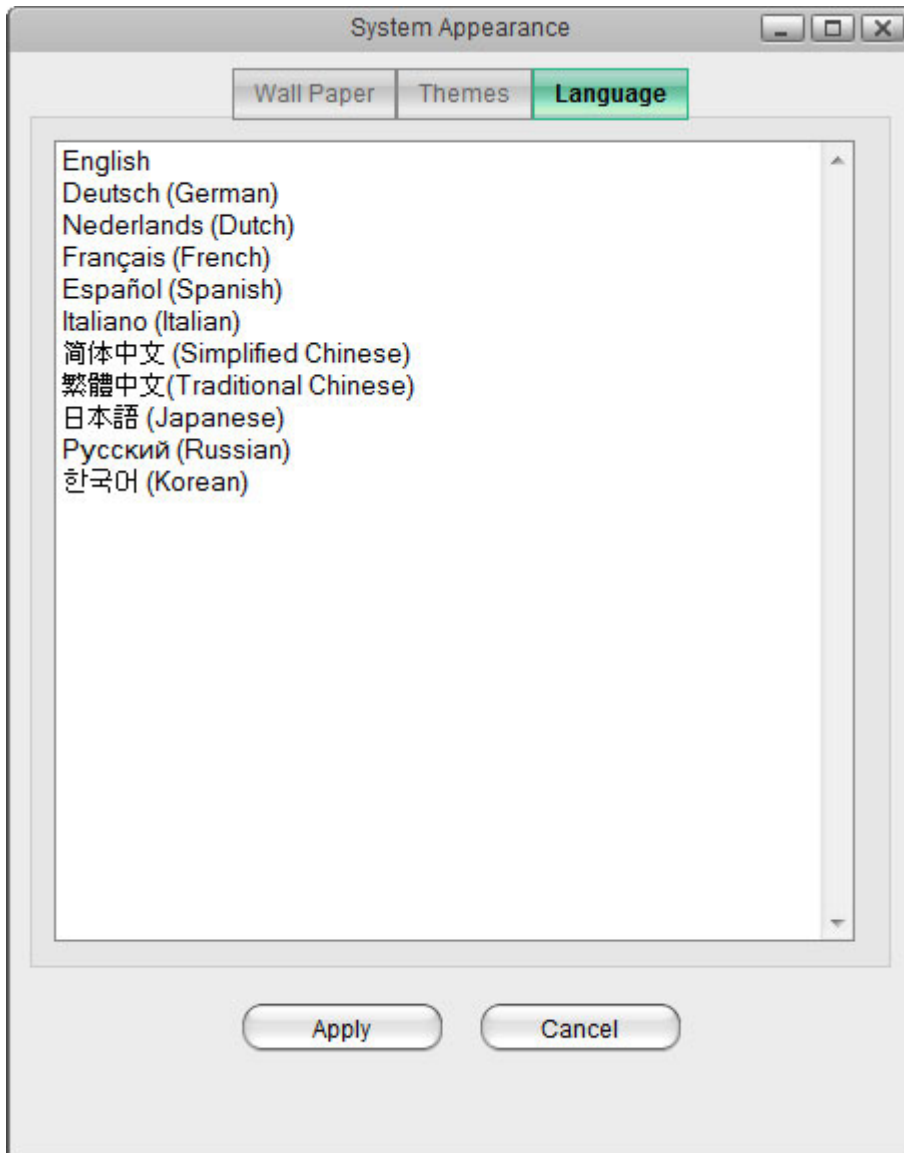 System Appearance
Wall Paper Themes Language
English
Deutsch (German)
Nederlands (Dutch)
Français (French)
Español (Spanish)
Italiano (Italian)
简体中文 (Simplified Chinese)
繁體中文(Traditional Chinese)
日本語 (Japanese)
Русский (Russian)
한국어 (Korean)
Apply Cancel